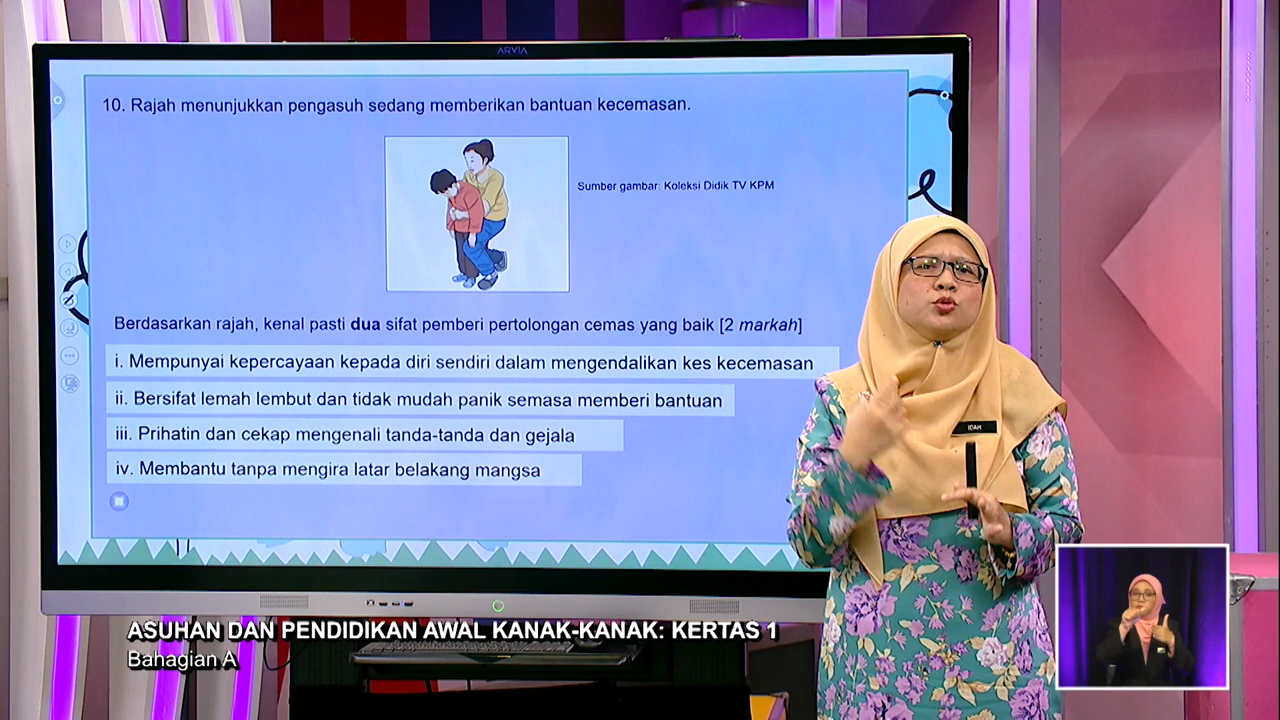 ARVIA
10. Rajah menunjukkan pengasuh sedang memberikan bantuan kecemasan.
Sumber gambar: Koleksi Didik TV KPM
Berdasarkan rajah, kenal pasti dua sifat pemberi pertolongan cemas yang baik [2 markah]
i. Mempunyai kepercayaan kepada diri sendiri dalam mengendalikan kes kecemasan
ii. Bersifat lemah lembut dan tidak mudah panik semasa memberi bantuan
iii. Prihatin dan cekap mengenali tanda-tanda dan gejala
iv. Membantu tanpa mengira latar belakang mangsa
IDAH
ASUHAN DAN PENDIDIKAN AWAL KANAK-KANAK: KERTAS 1
Bahagian A